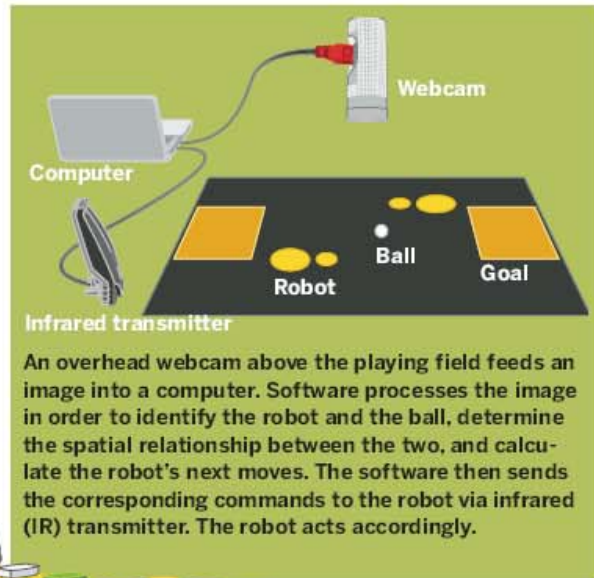 Webcam
Computer
Ball
Goal
Robot
Infrared transmitter
An overhead webcam above the playing field feeds an
image into a computer. Software processes the image
in order to identify the robot and the ball, determine
the spatial relationship between the two, and calcu-
late the robot's next moves. The software then sends
the corresponding commands to the robot via infrared
(IR) transmitter. The robot acts accordingly.